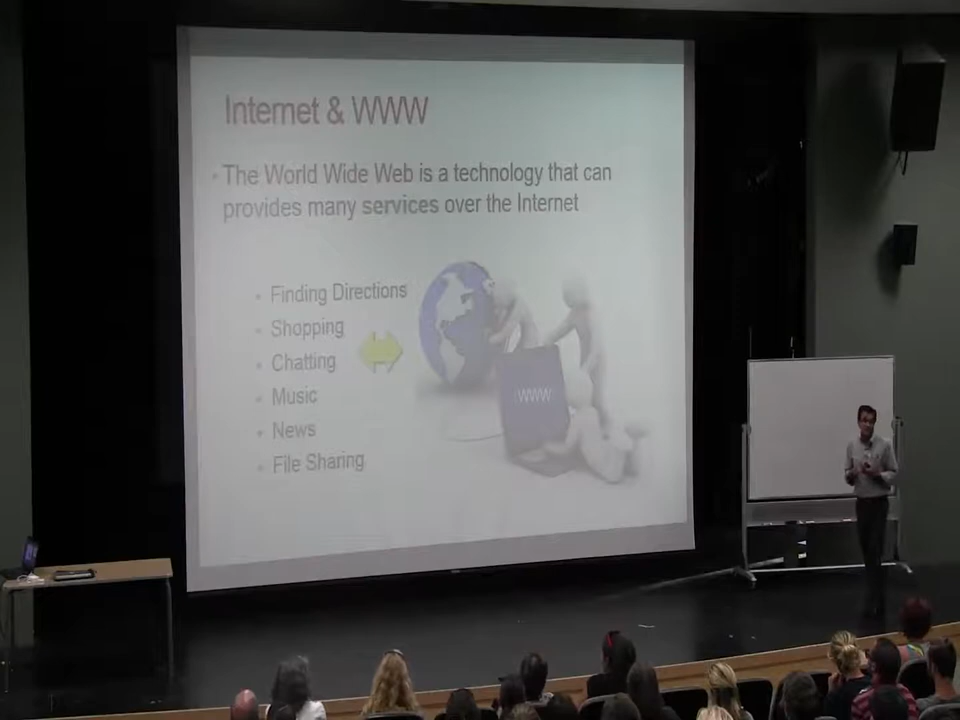 Internet & WWW
• The World Wide Web is a technology that can
provides many services over the Internet
• Finding Directions
• Shopping
• Chatting
• Music
• News
• File Sharing
WWW